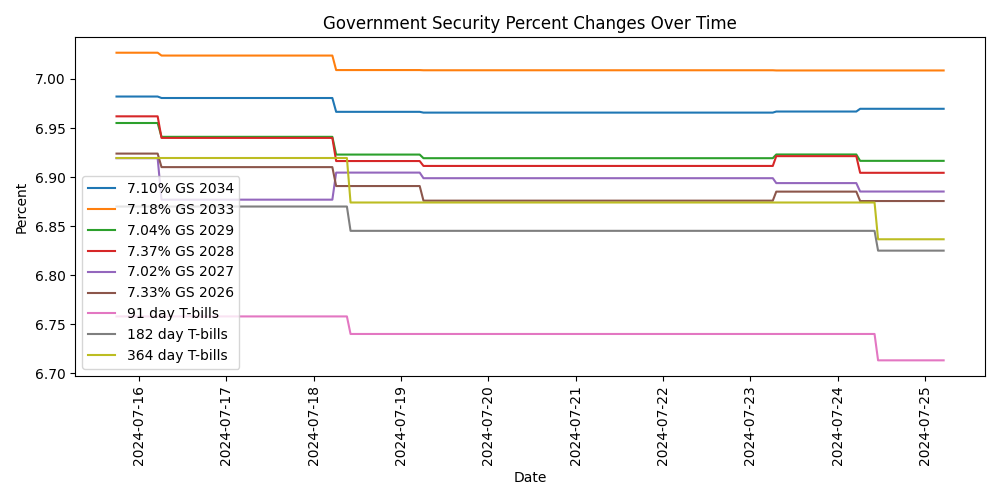 Government Security Percent Changes Over Time
Percent
7.00
6.95
6.90
6.85
6.80
6.75
6.70
7.10% GS 2034
7.18% GS 2033
7.04% GS 2029
7.37% GS 2028
7.02% GS 2027
7.33% GS 2026
91 day T-bills
182 day T-bills
364 day T-bills
2024-07-16
2024-07-17
2024-07-18
2024-07-19
2024-07-20
2024-07-21
2024-07-22
2024-07-23
2024-07-24
2024-07-25
Date